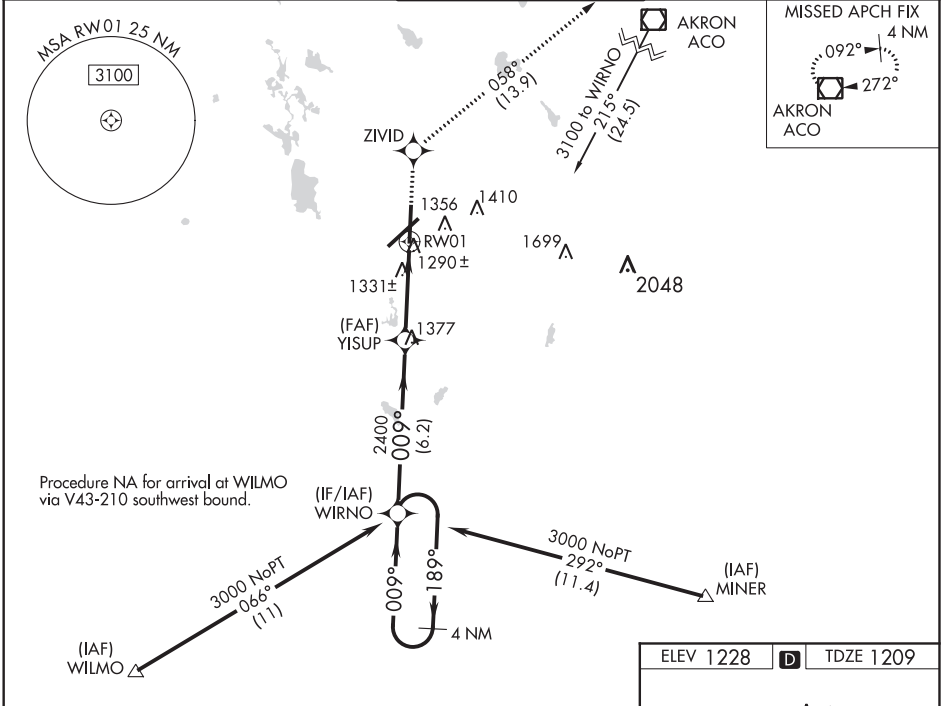 MSA RW01 25 NM
3100
AKRON
ACO
3100 to WIRNO
215°
(24.5)
058°
(13.9)
MISSED APCH FIX
4 NM
092°
272°
AKRON
ACO
ZIVID
1356
1410
RW01
1290±
1331±
1699
2048
(FAF)
YISUP
1377
2400
009°
(6.2)
Procedure NA for arrival at WILMO
via V43-210 southwest bound.
(IF/IAF)
WIRNO
3000 NoPT
066°
(11)
009°
189°
4 NM
3000 NoPT
292°
(11.4)
(IAF)
MINER
(IAF)
WILMO
ELEV 1228 D TDZE 1209